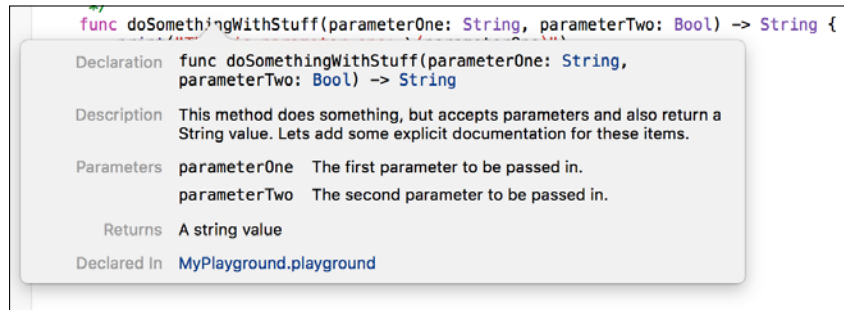 */
func doSomethingWithStuff(parameterOne: String, parameterTwo: Bool) -> String {
Declaration func doSomethingWithStuff(parameterOne: String,
parameterTwo: Bool) -> String
Description This method does something, but accepts parameters and also return a
String value. Lets add some explicit documentation for these items.
Parameters parameterOne The first parameter to be passed in.
parameterTwo The second parameter to be passed in.
Returns A string value
Declared In MyPlayground.playground